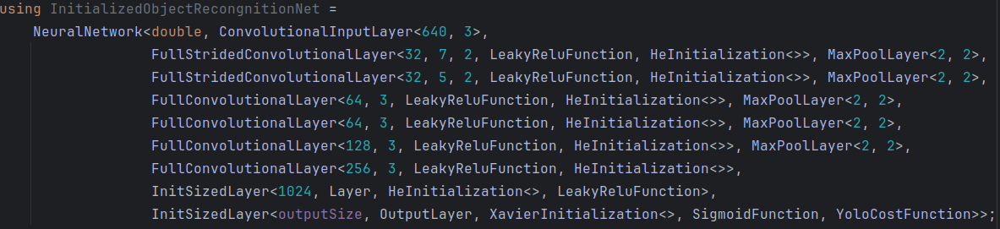 using InitializedObjectRecongnitionNet =
NeuralNetwork<double, ConvolutionalInputLayer<640, 3>,
FullStridedConvolutionalLayer<32, 7, 2, LeakyReluFunction, HeInitialization<>>, MaxPoolLayer<2, 2>,
FullStridedConvolutionalLayer<32, 5, 2, LeakyReluFunction, HeInitialization<>>, MaxPoolLayer<2, 2>,
FullConvolutionalLayer<64, 3, LeakyReluFunction, HeInitialization<>>, MaxPoolLayer<2, 2>,
FullConvolutionalLayer<64, 3, LeakyReluFunction, HeInitialization<>>, MaxPoolLayer<2, 2>,
FullConvolutionalLayer<128, 3, LeakyReluFunction, HeInitialization<>>, MaxPoolLayer<2, 2>,
FullConvolutionalLayer<256, 3, LeakyReluFunction, HeInitialization<>>,
InitSizedLayer<1024, Layer, HeInitialization<>, LeakyReluFunction>,
InitSizedLayer<outputSize, OutputLayer, XavierInitialization<>, SigmoidFunction, YoloCostFunction>>;